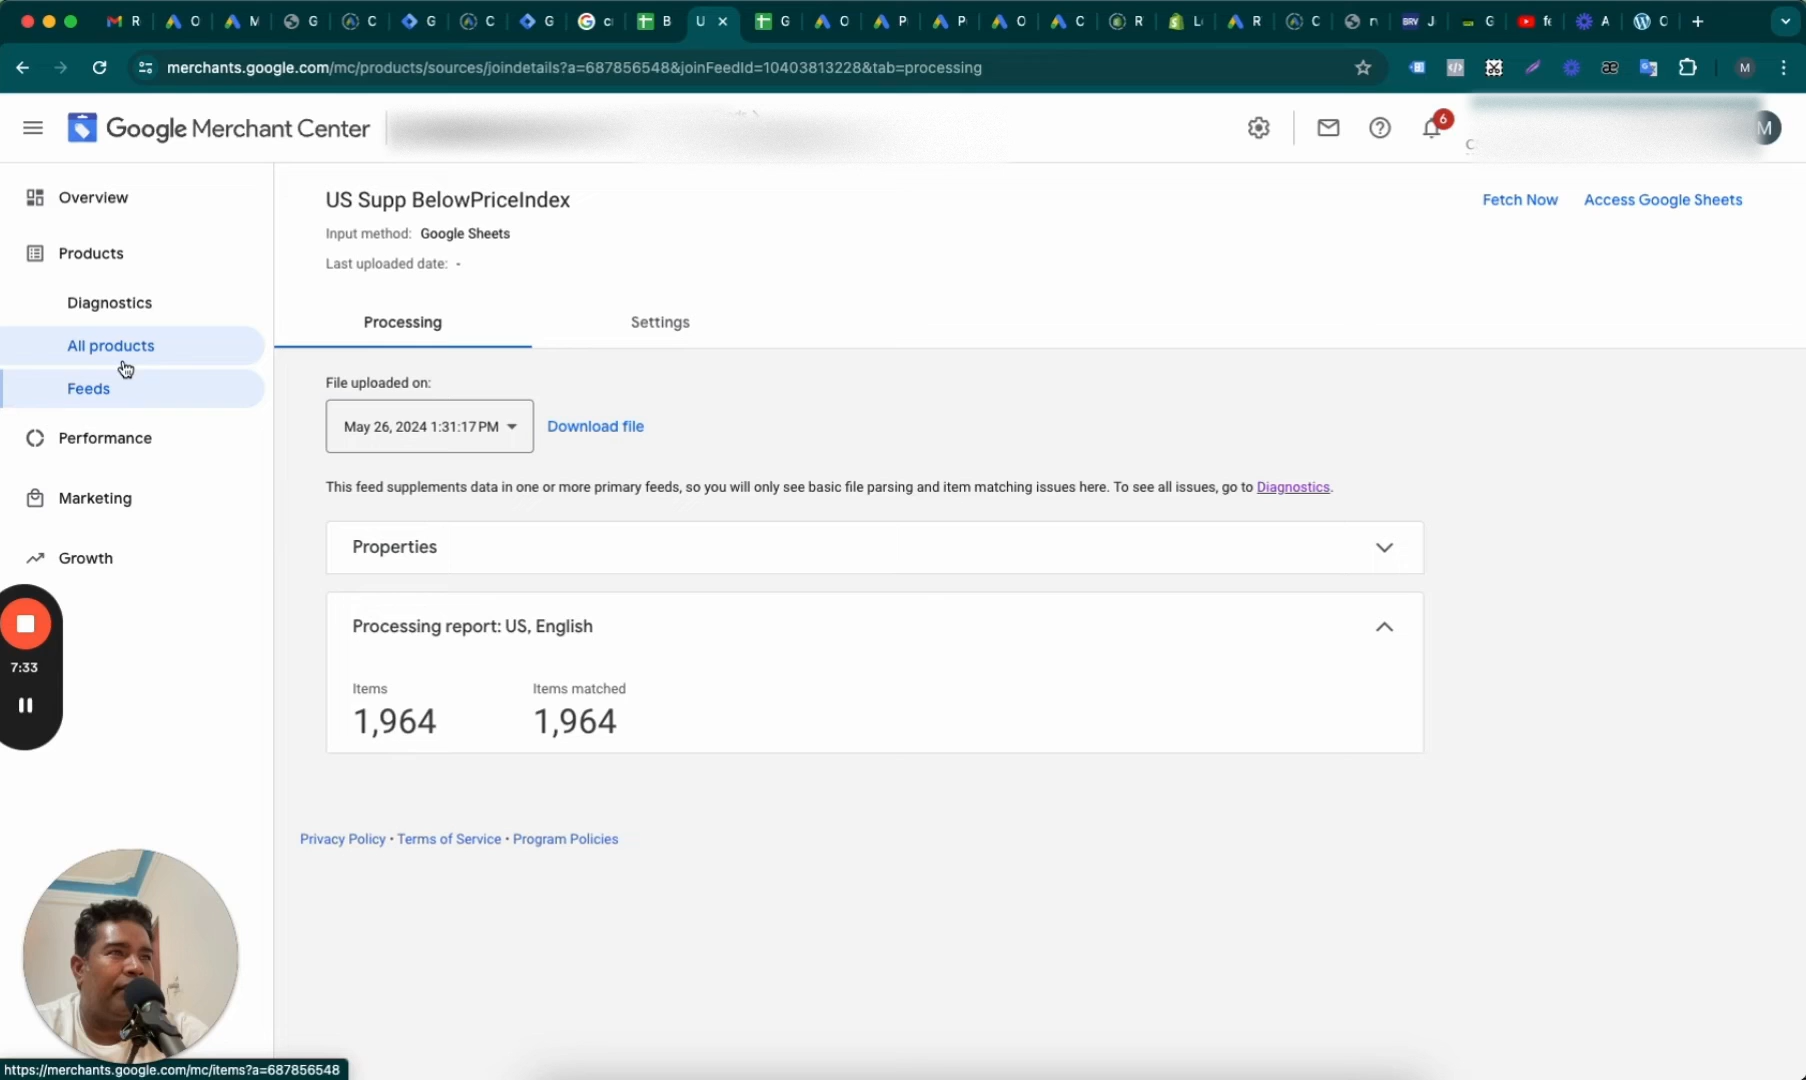 R
O
M
G
C
G
C
G
c
B
U
G
O
P
P
O
C
R
L
R
C
n
J
G
fe
A
C
merchants.google.com/mc/products/sources/joindetails?a=687856548&joinFeedId=10403813228&tab=processing
M
Google Merchant Center
6
M
Overview
Products
Diagnostics
All products
Feeds
Performance
Marketing
Growth
7:33
US Supp BelowPriceIndex
Fetch Now
Access Google Sheets
Input method: Google Sheets
Last uploaded date: -
Processing
Settings
File uploaded on:
May 26, 2024 1:31:17 PM
Download file
This feed supplements data in one or more primary feeds, so you will only see basic file parsing and item matching issues here. To see all issues, go to Diagnostics.
Properties
Processing report: US, English
Items
Items matched
1,964
1,964
Privacy Policy • Terms of Service • Program Policies
https://merchants.google.com/mc/items?a=687856548